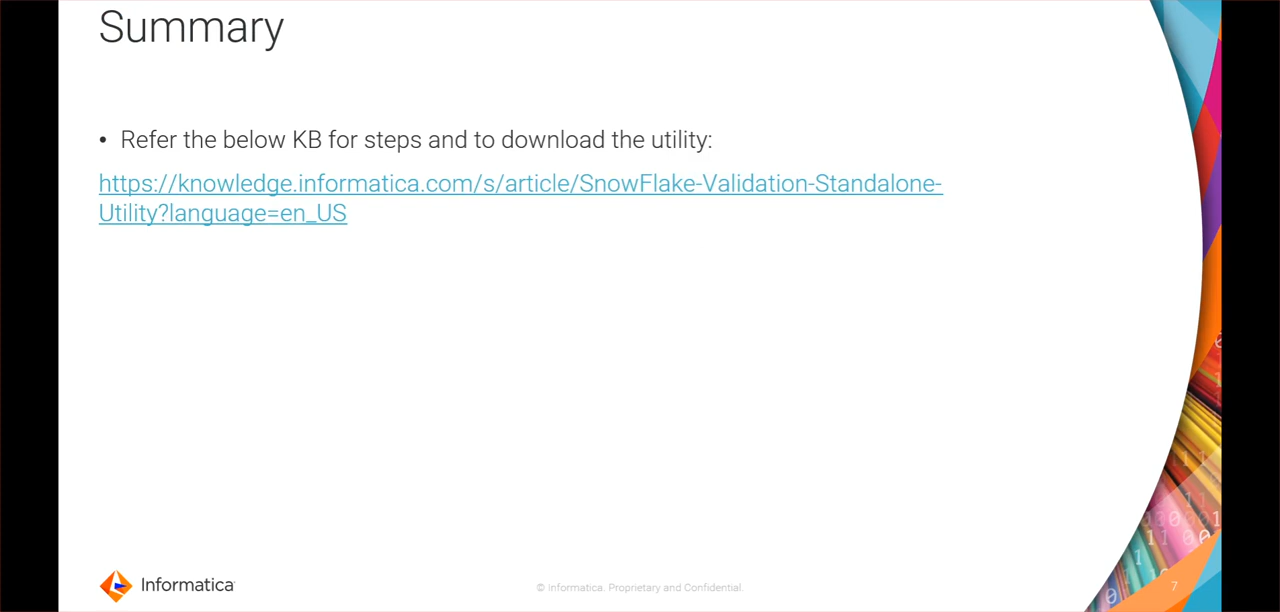 Summary
• Refer the below KB for steps and to download the utility:
https://knowledge.informatica.com/s/article/SnowFlake-Validation-Standalone-
Utility?language=en_US
Informatica
© Informatica. Proprietary and Confidential.
7